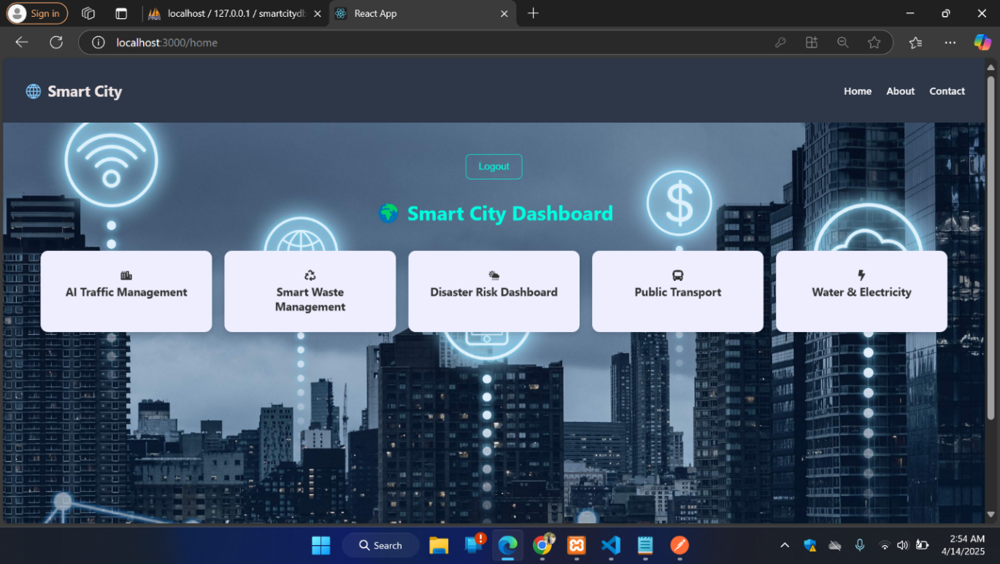 Sign in
localhost / 127.0.0.1 / smartcitydb
React App
localhost:3000/home
Smart City
Home About Contact
Logout
Smart City Dashboard
AI Traffic Management
Smart Waste
Management
Disaster Risk Dashboard
Public Transport
Water & Electricity
Search
2:54 AM
4/14/2025